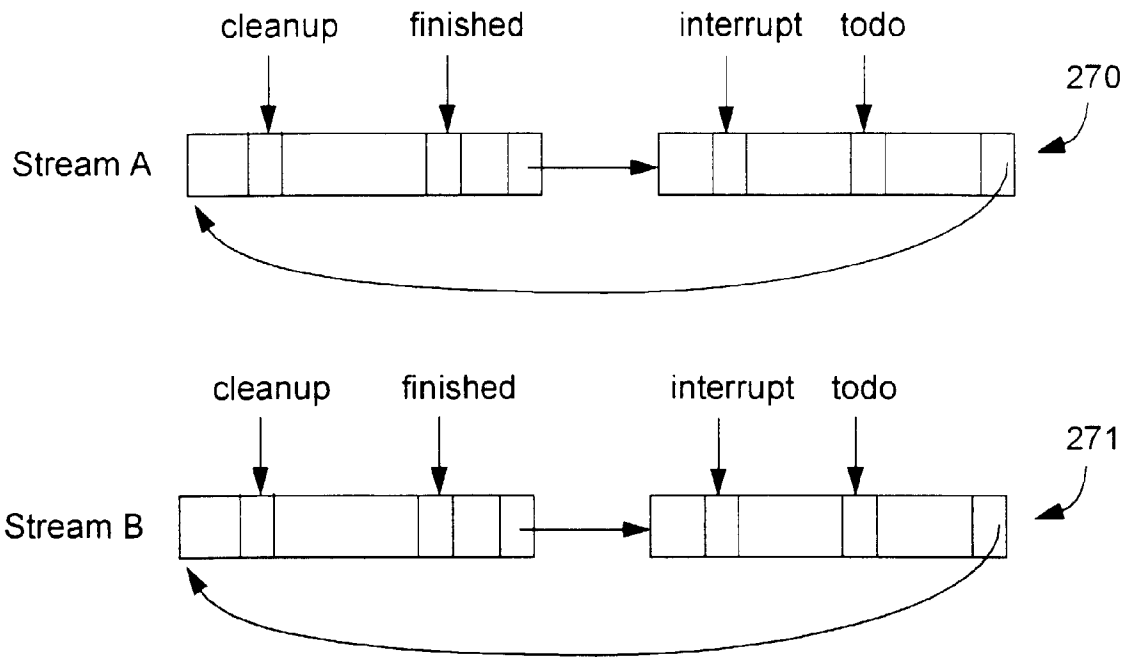 cleanup finished interrupt todo
270
Stream A
cleanup finished interrupt todo
271
Stream B